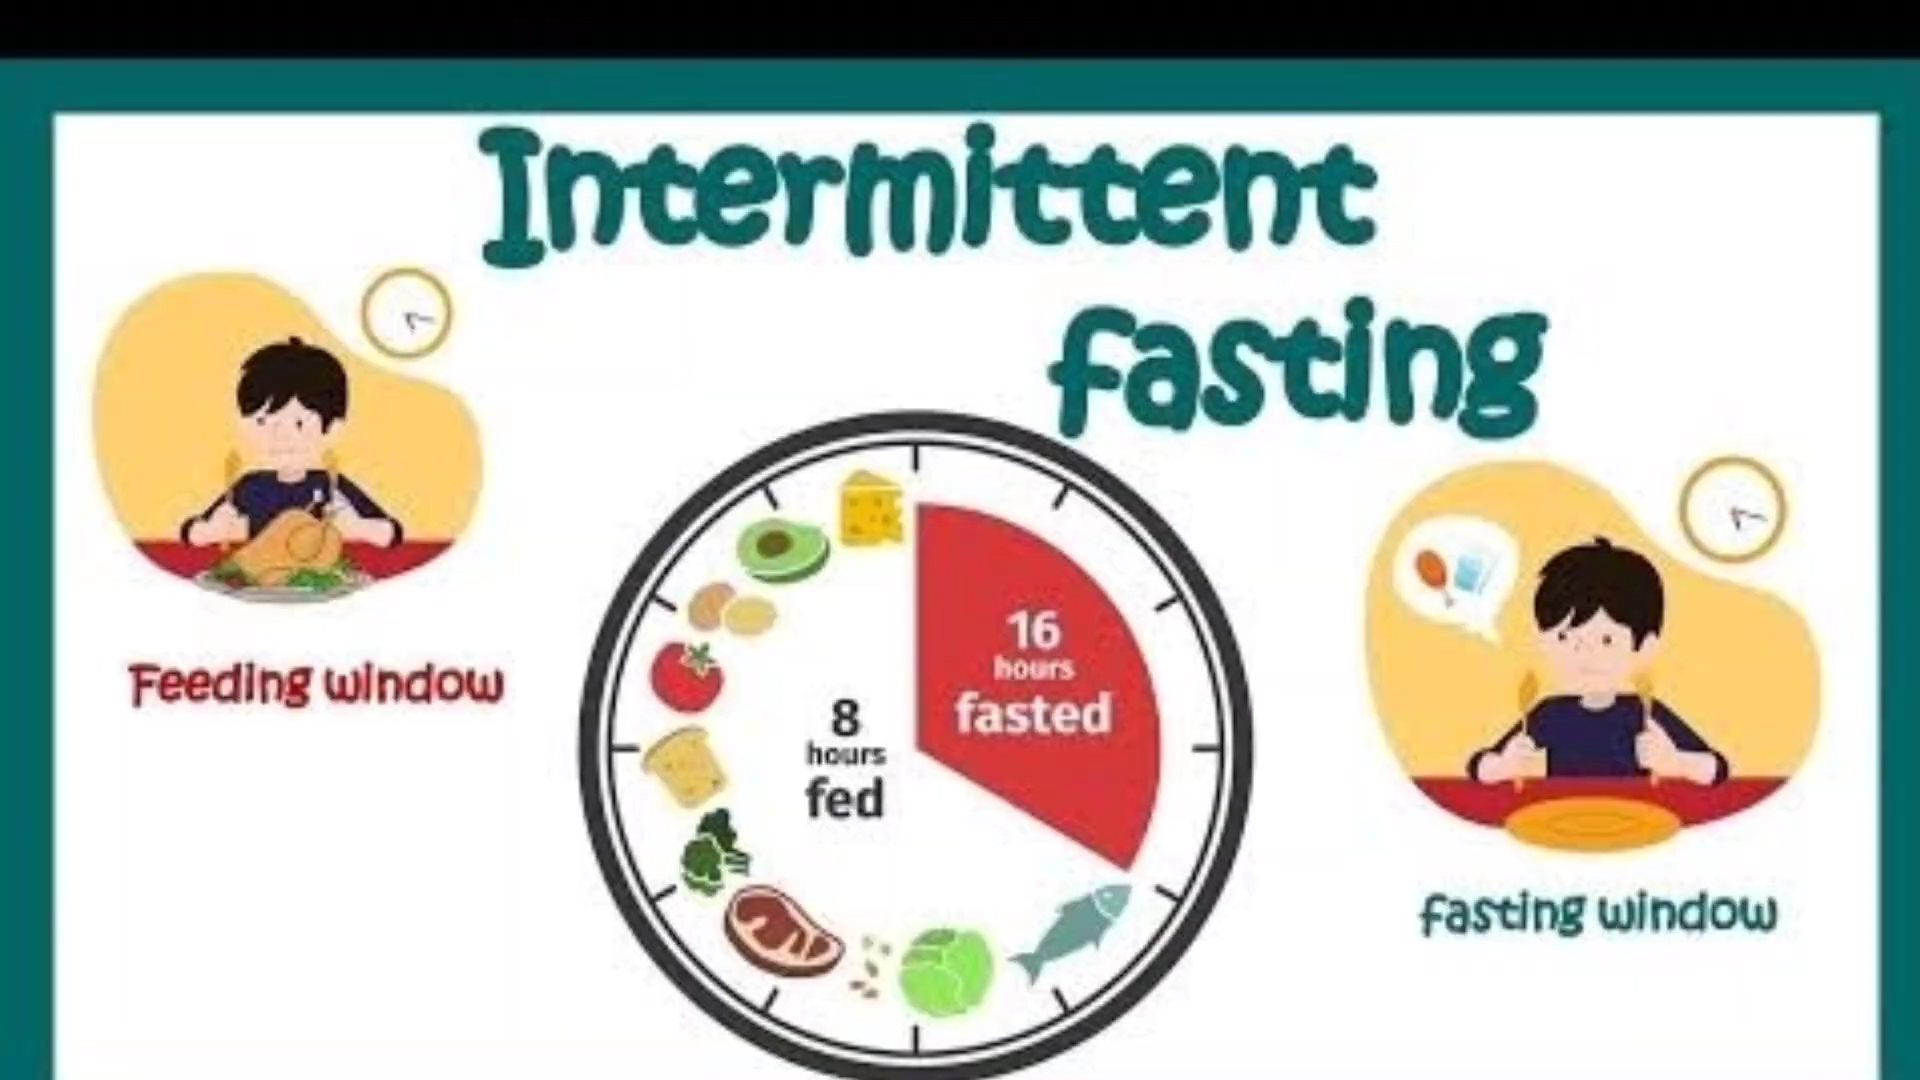 Intermittent
fasting
Feeding window
16
hours
fasted
8
hours
fed
fasting window